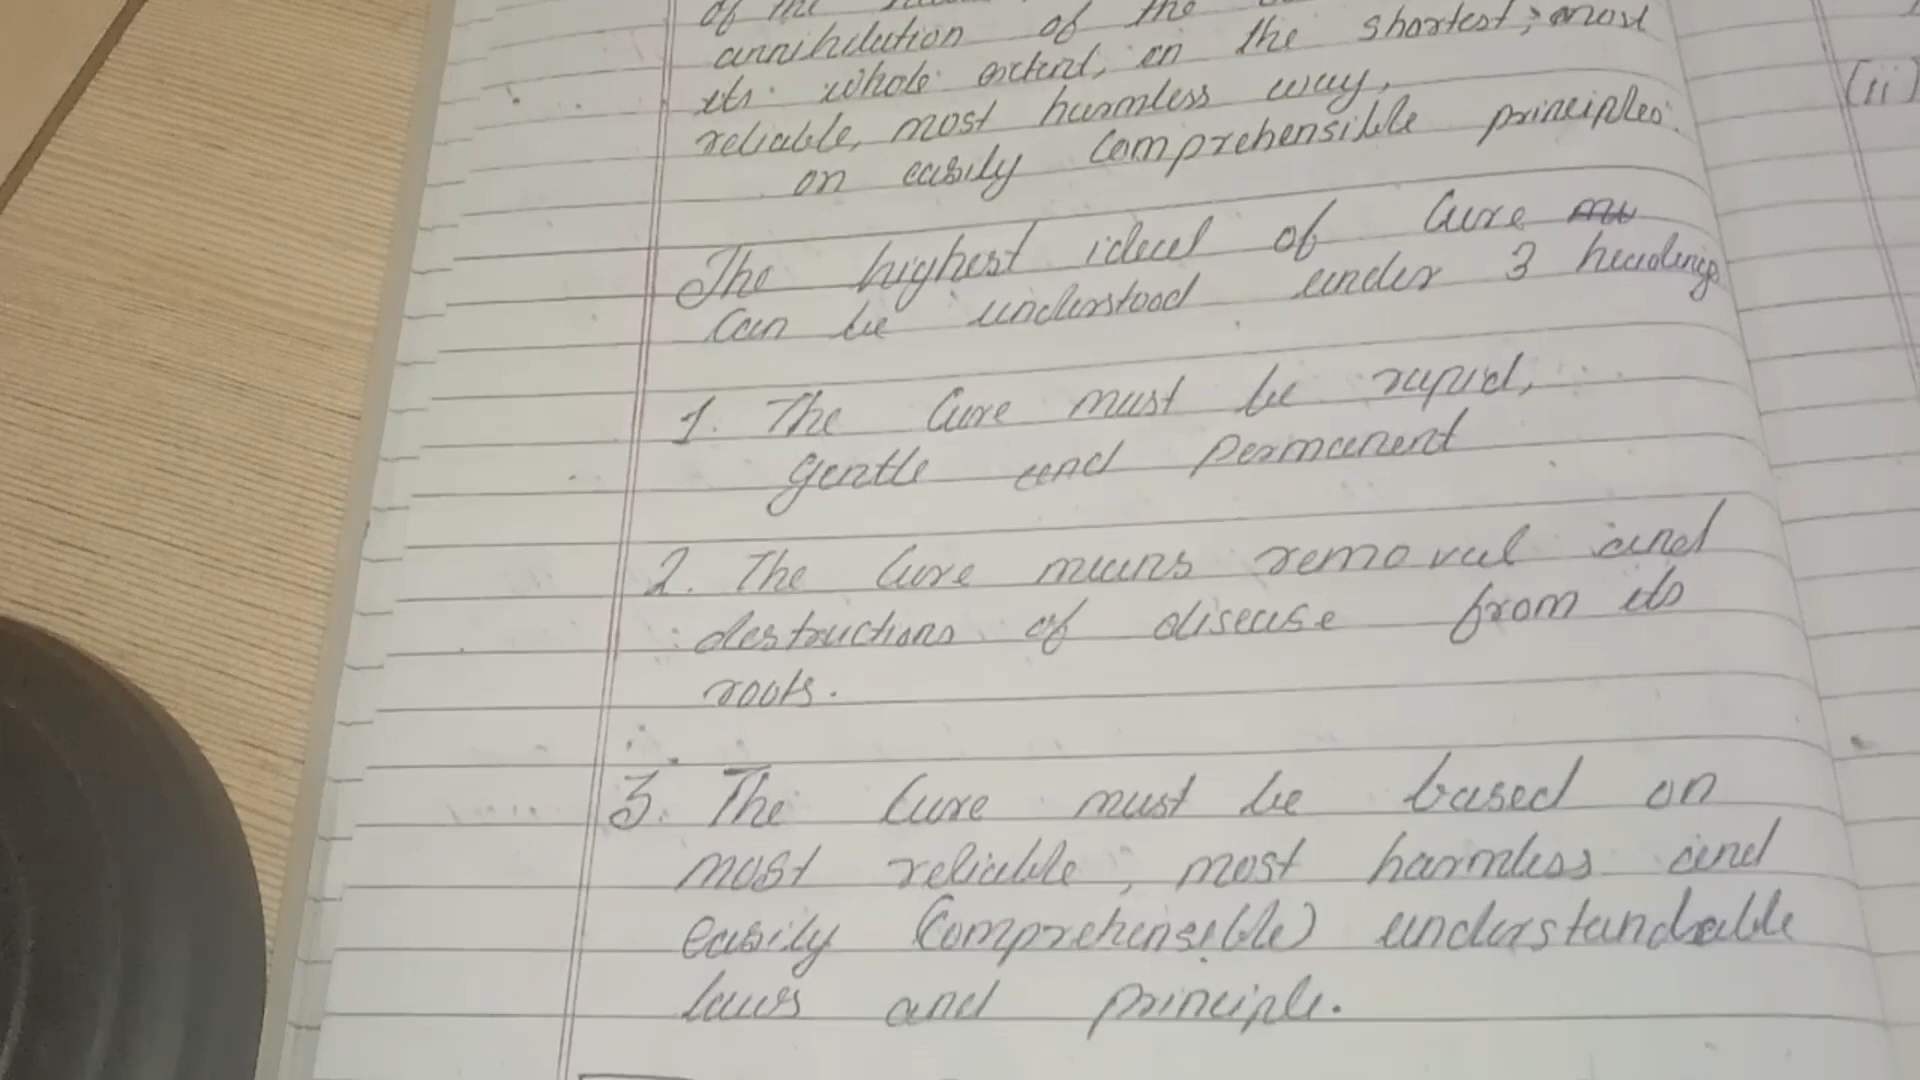 of the
annihilation of the
its whole extent, in the shortest, most
reliable, most harmless way,
on easily comprehensible principles.
The highest ideal of Cure
can be understood under 3 headings
1. The Cure must be rapid,
gentle and permanent
2. The Cure means removal and
destructions of disease from its
roots.
3. The Cure must be based on
most reliable, most harmless and
easily (comprehensible) understandable
laws and principle.
(ii)